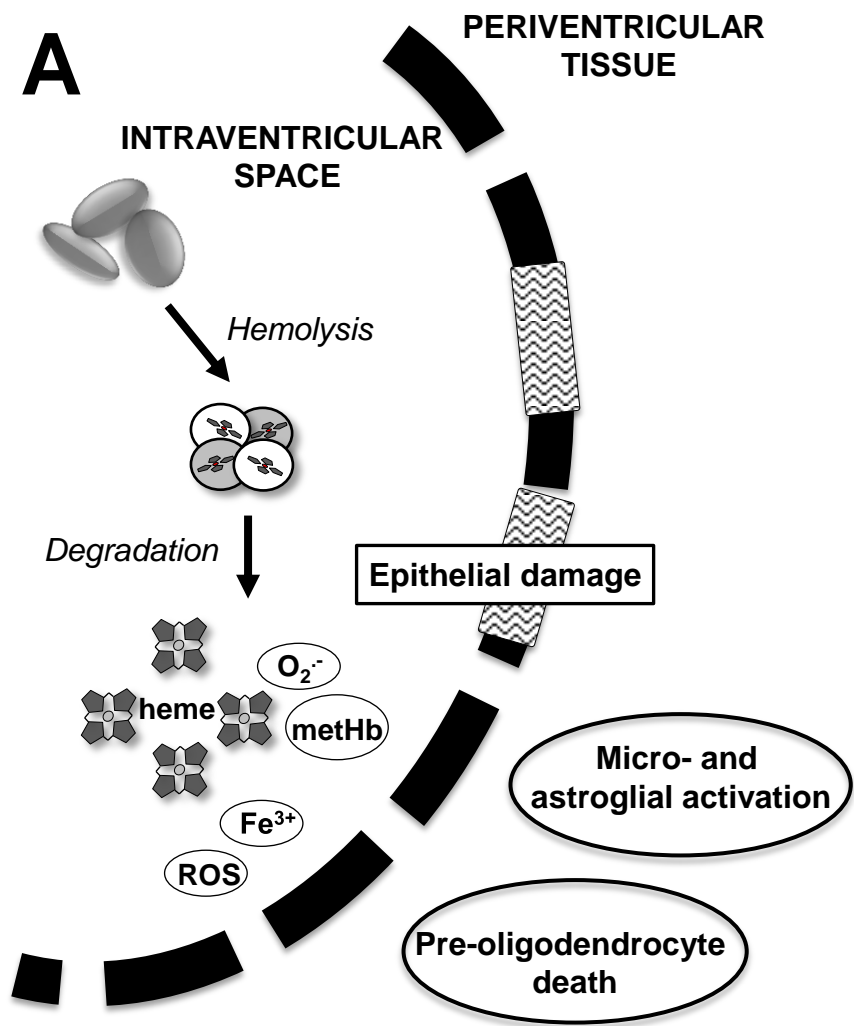 A
PERIVENTRICULAR
TISSUE
INTRAVENTRICULAR
SPACE
Hemolysis
Degradation
Epithelial damage
O₂·⁻
heme
metHb
Fe³⁺
ROS
Micro- and
astroglial activation
Pre-oligodendrocyte
death